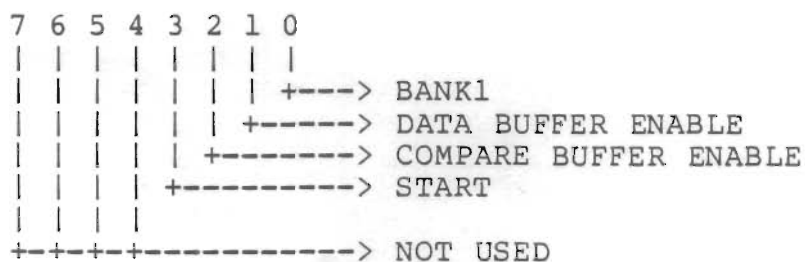 7 6 5 4 3 2 1 0
| | | | | | | |
| | | | | | | +---> BANK1
| | | | | | +-----> DATA BUFFER ENABLE
| | | | | +-------> COMPARE BUFFER ENABLE
| | | | +---------> START
| | | |
+-+-+-+-----------> NOT USED